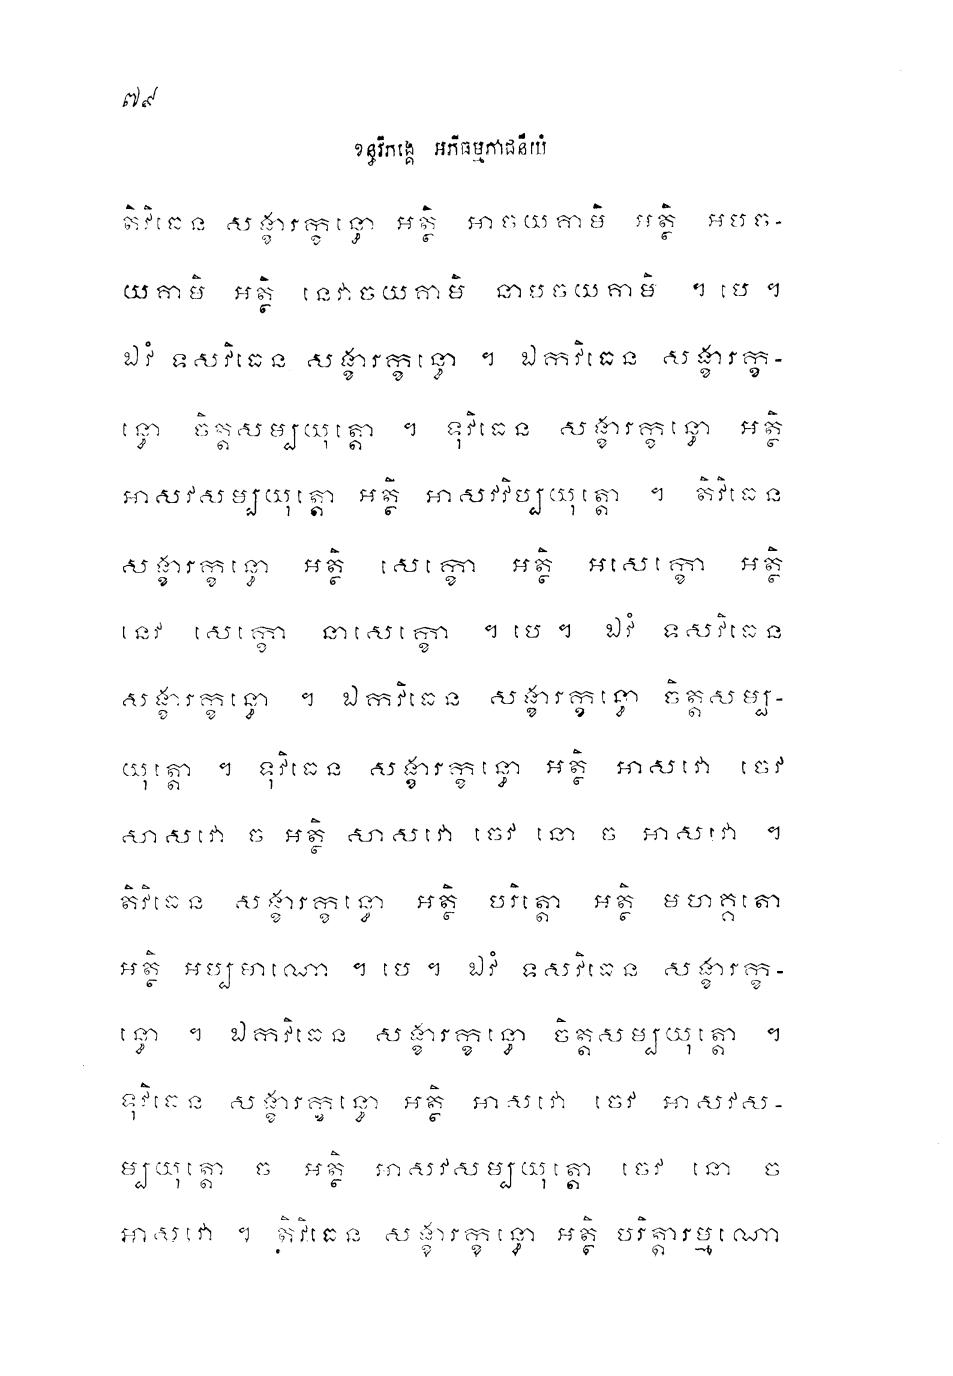 ៧៩
ខន្ធវិភង្គេ អភិធម្មភាជនីយំ
តិវិធេន សង្ខារក្ខន្ធោ អត្ថិ អាចយគាមិ អត្ថិ អបច-
យគាមិ អត្ថិ នេវាចយគាមិ នាបចយគាមិ ។ បេ ។
ឯវំ ទសវិធេន សង្ខារក្ខន្ធោ ។ ឯកវិធេន សង្ខារក្ខ-
ន្ធោ ចិត្តសម្បយុត្តោ ។ ទុវិធេន សង្ខារក្ខន្ធោ អត្ថិ
អាសវសម្បយុត្តោ អត្ថិ អាសវវិប្បយុត្តោ ។ តិវិធេន
សង្ខារក្ខន្ធោ អត្ថិ សេក្ខោ អត្ថិ អសេក្ខោ អត្ថិ
នេវ សេក្ខោ នាសេក្ខោ ។ បេ ។ ឯវំ ទសវិធេន
សង្ខារក្ខន្ធោ ។ ឯកវិធេន សង្ខារក្ខន្ធោ ចិត្តសម្ប-
យុត្តោ ។ ទុវិធេន សង្ខារក្ខន្ធោ អត្ថិ អាសវោ ចេវ
សាសវោ ច អត្ថិ សាសវោ ចេវ នោ ច អាសវោ ។
តិវិធេន សង្ខារក្ខន្ធោ អត្ថិ បរិត្តោ អត្ថិ មហគ្គតោ
អត្ថិ អប្បមាណោ ។ បេ ។ ឯវំ ទសវិធេន សង្ខារក្ខ-
ន្ធោ ។ ឯកវិធេន សង្ខារក្ខន្ធោ ចិត្តសម្បយុត្តោ ។
ទុវិធេន សង្ខារក្ខន្ធោ អត្ថិ អាសវោ ចេវ អាសវស-
ម្បយុត្តោ ច អត្ថិ អាសវសម្បយុត្តោ ចេវ នោ ច
អាសវោ ។ តិវិធេន សង្ខារក្ខន្ធោ អត្ថិ បរិត្តារម្មណោ